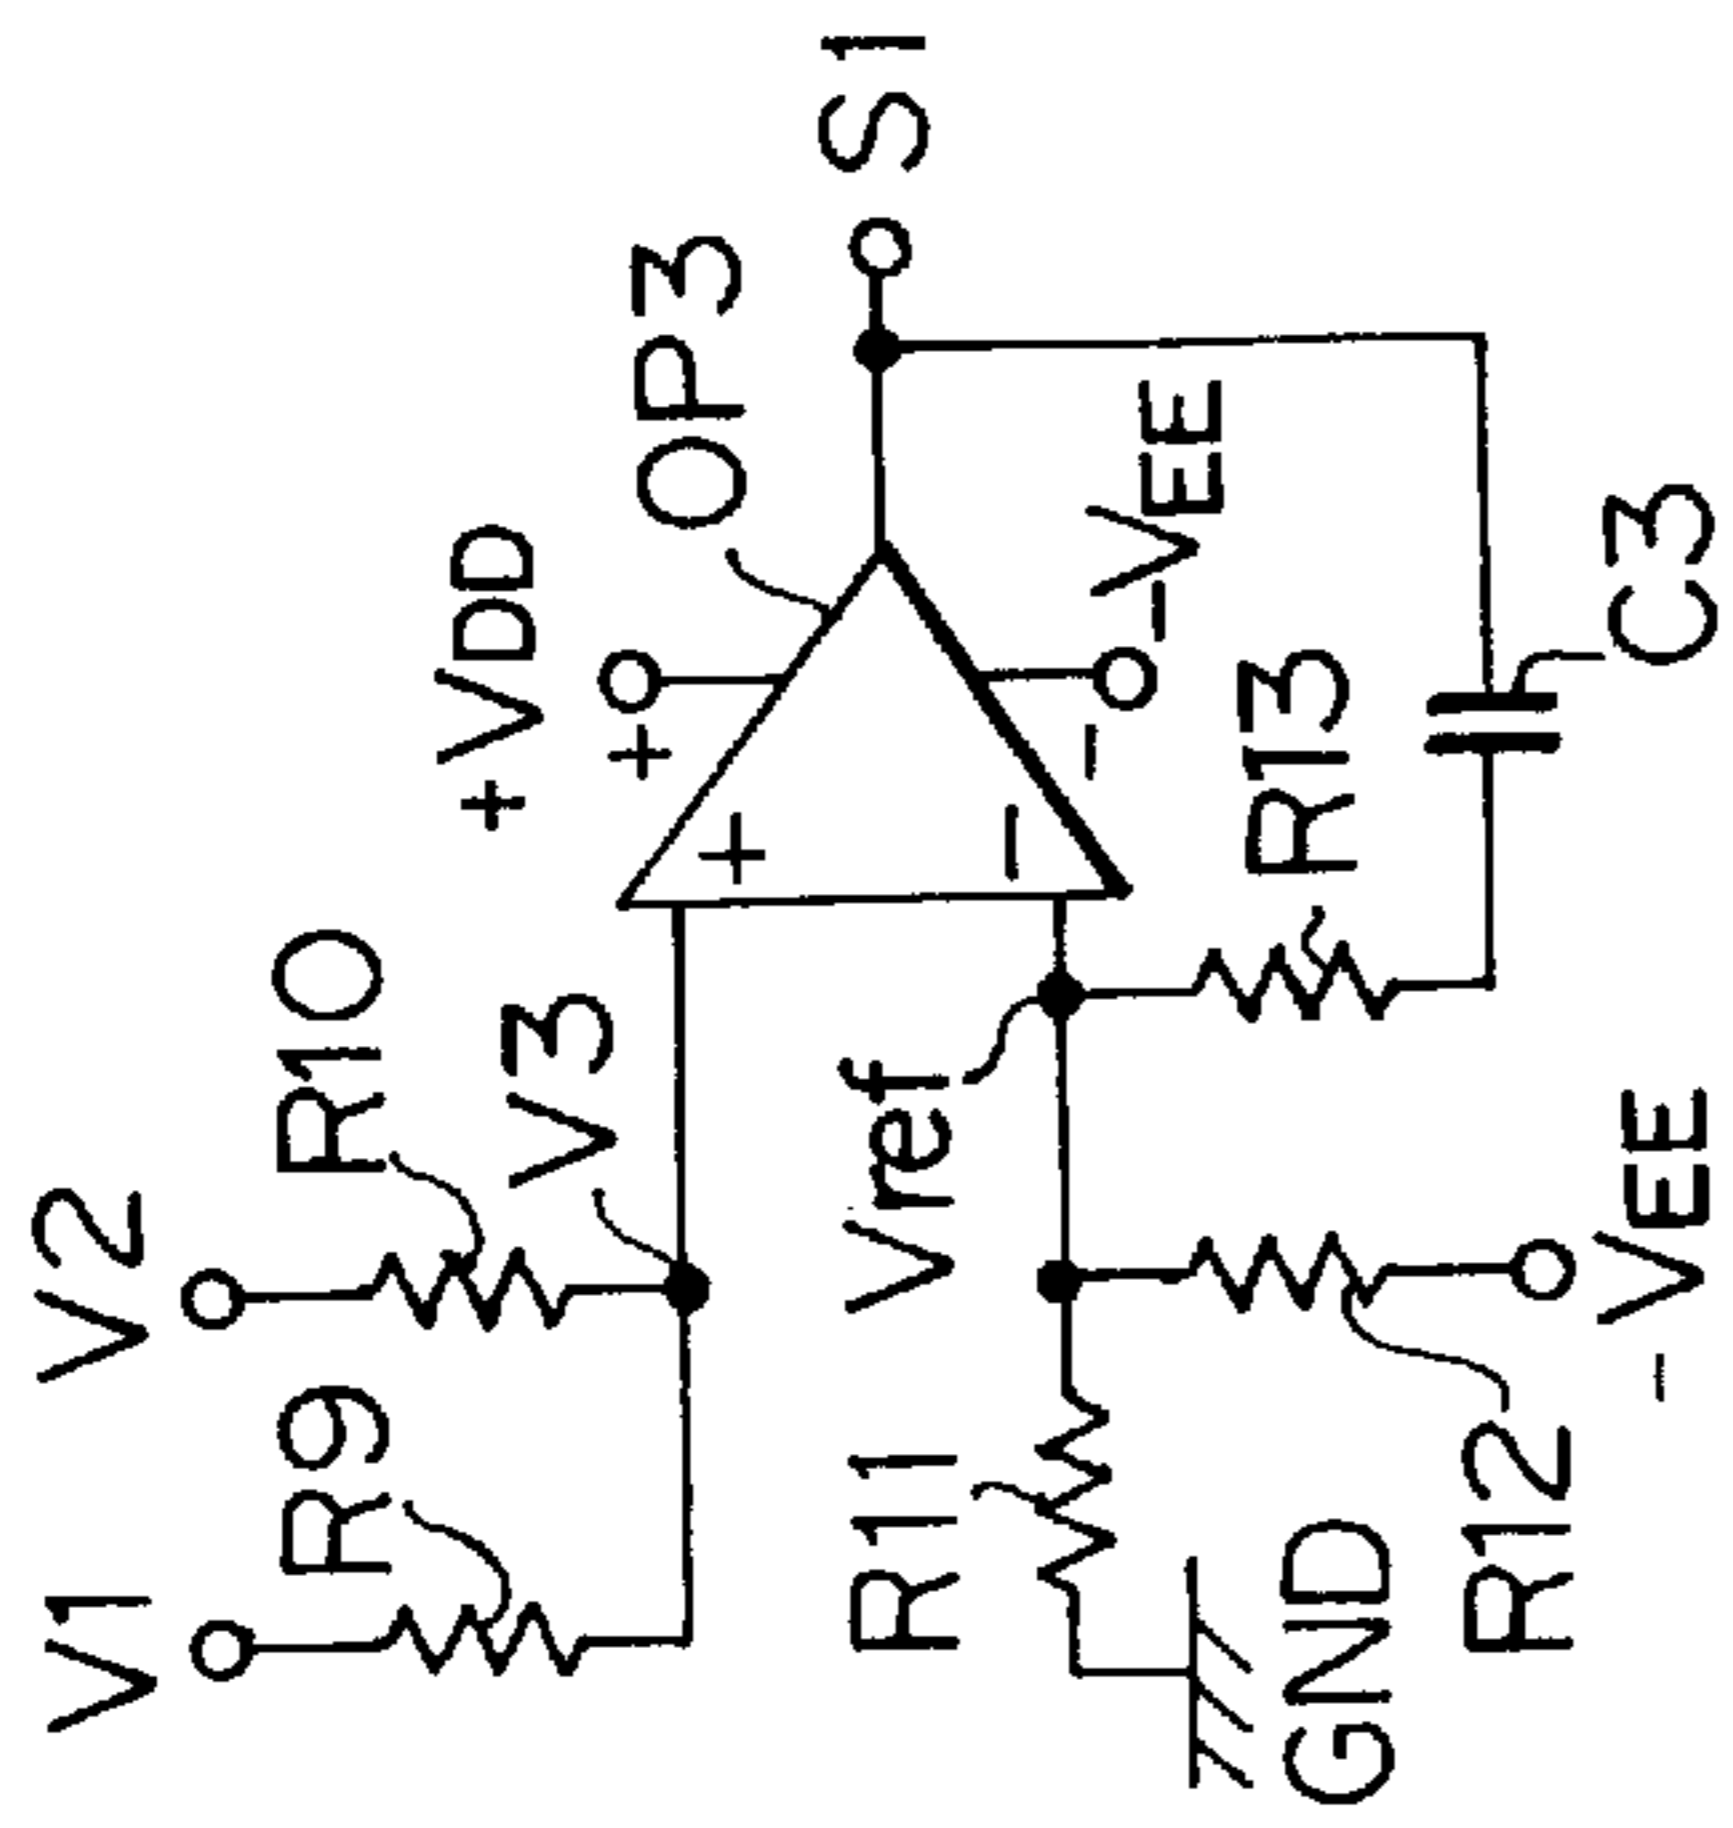 V1
V2
R9
R10
V3
+VDD
+
OP3
S1
+
-
-
-VEE
Vref
R11
R13
C3
GND
R12
-VEE